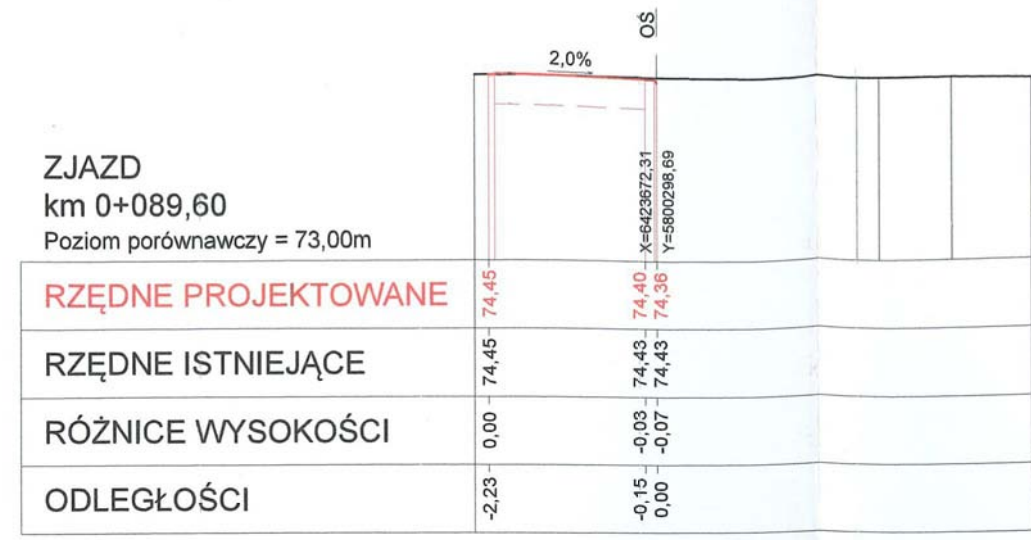 OŚ
2,0%
ZJAZD
km 0+089,60
Poziom porównawczy = 73,00m
X=6423672,31
Y=5800298,69
RZĘDNE PROJEKTOWANE 74,45 74,40 74,36
RZĘDNE ISTNIEJĄCE 74,45 74,43 74,43
RÓŻNICE WYSOKOŚCI 0,00 -0,03 -0,07
ODLEGŁOŚCI -2,23 -0,15 0,00